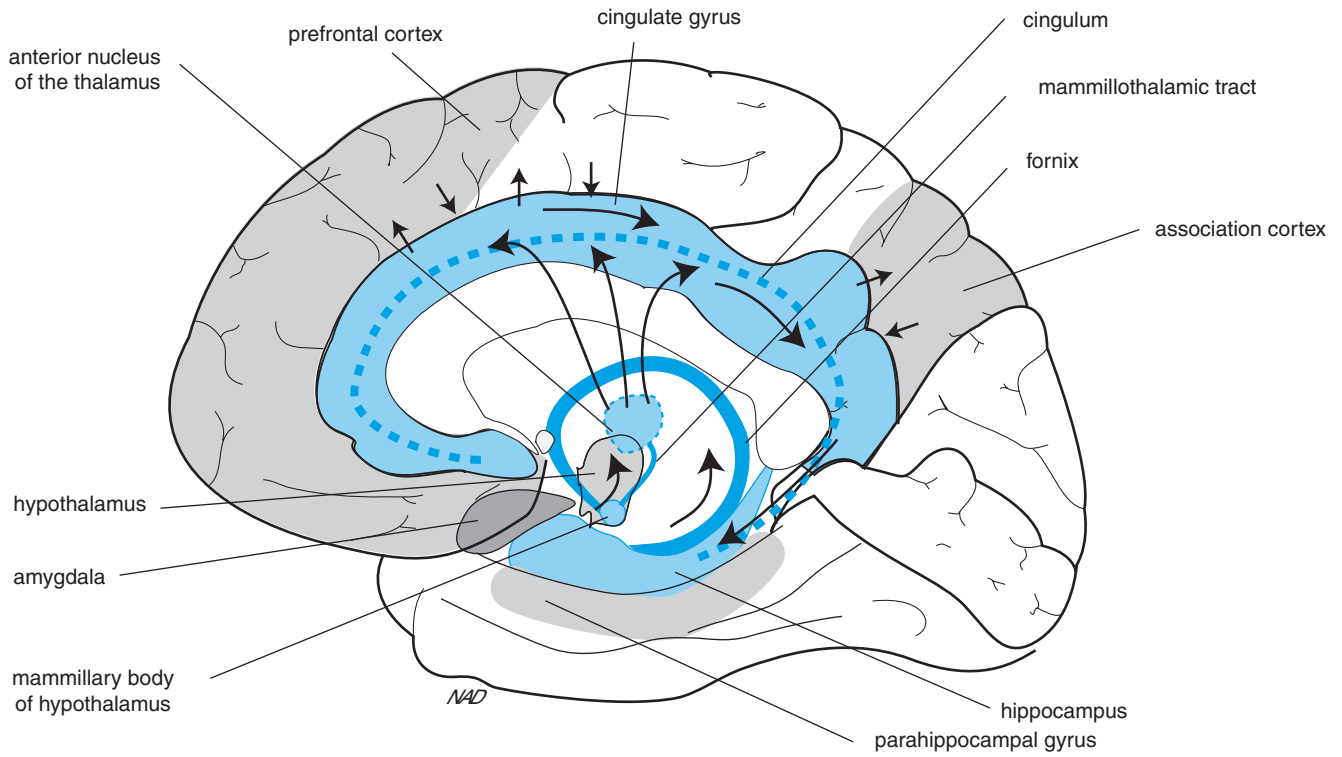 cingulate gyrus
cingulum
prefrontal cortex
anterior nucleus
of the thalamus
mammillothalamic tract
fornix
association cortex
hypothalamus
amygdala
mammillary body
of hypothalamus
NAD
hippocampus
parahippocampal gyrus